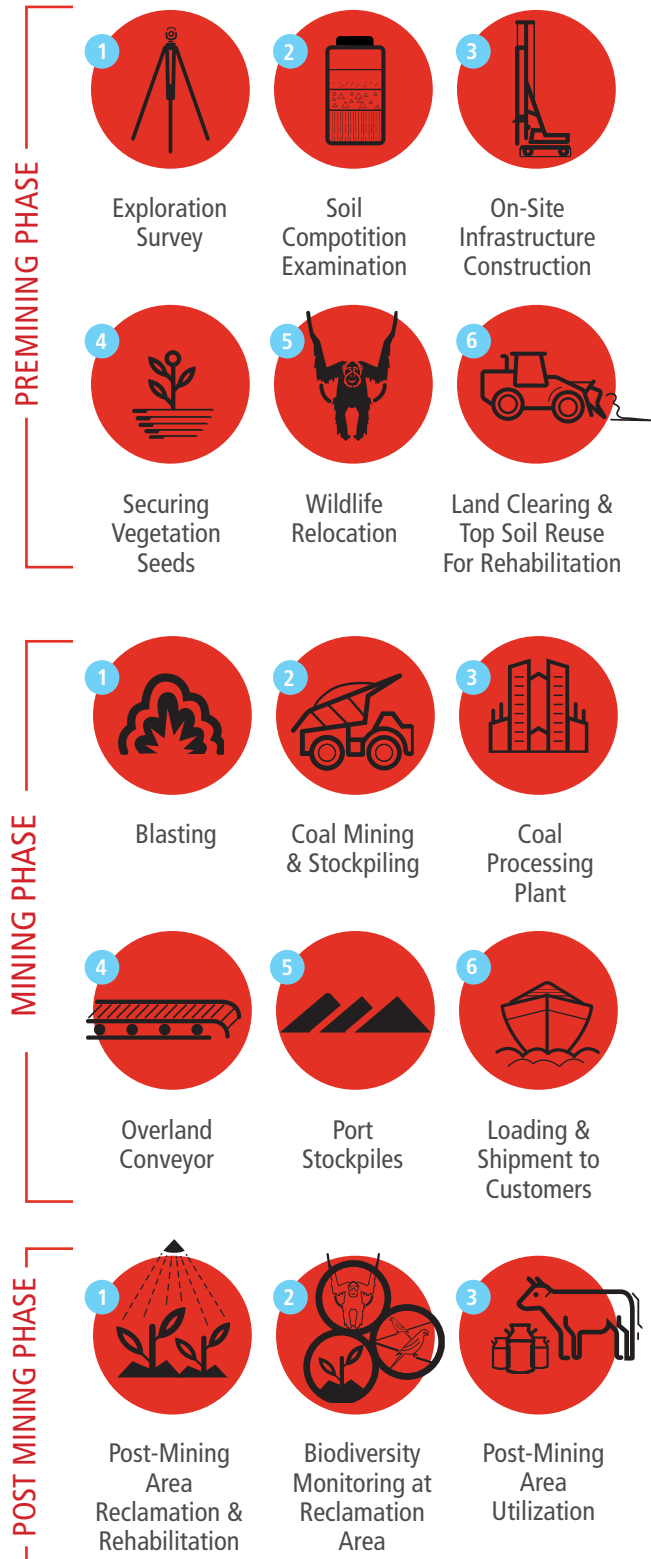 PREMINING PHASE
1
Exploration
Survey
2
Soil
Compotition
Examination
3
On-Site
Infrastructure
Construction
4
Securing
Vegetation
Seeds
5
Wildlife
Relocation
6
Land Clearing &
Top Soil Reuse
For Rehabilitation
MINING PHASE
1
Blasting
2
Coal Mining
& Stockpiling
3
Coal
Processing
Plant
4
Overland
Conveyor
5
Port
Stockpiles
6
Loading &
Shipment to
Customers
POST MINING PHASE
1
Post-Mining
Area
Reclamation &
Rehabilitation
2
Biodiversity
Monitoring at
Reclamation
Area
3
Post-Mining
Area
Utilization